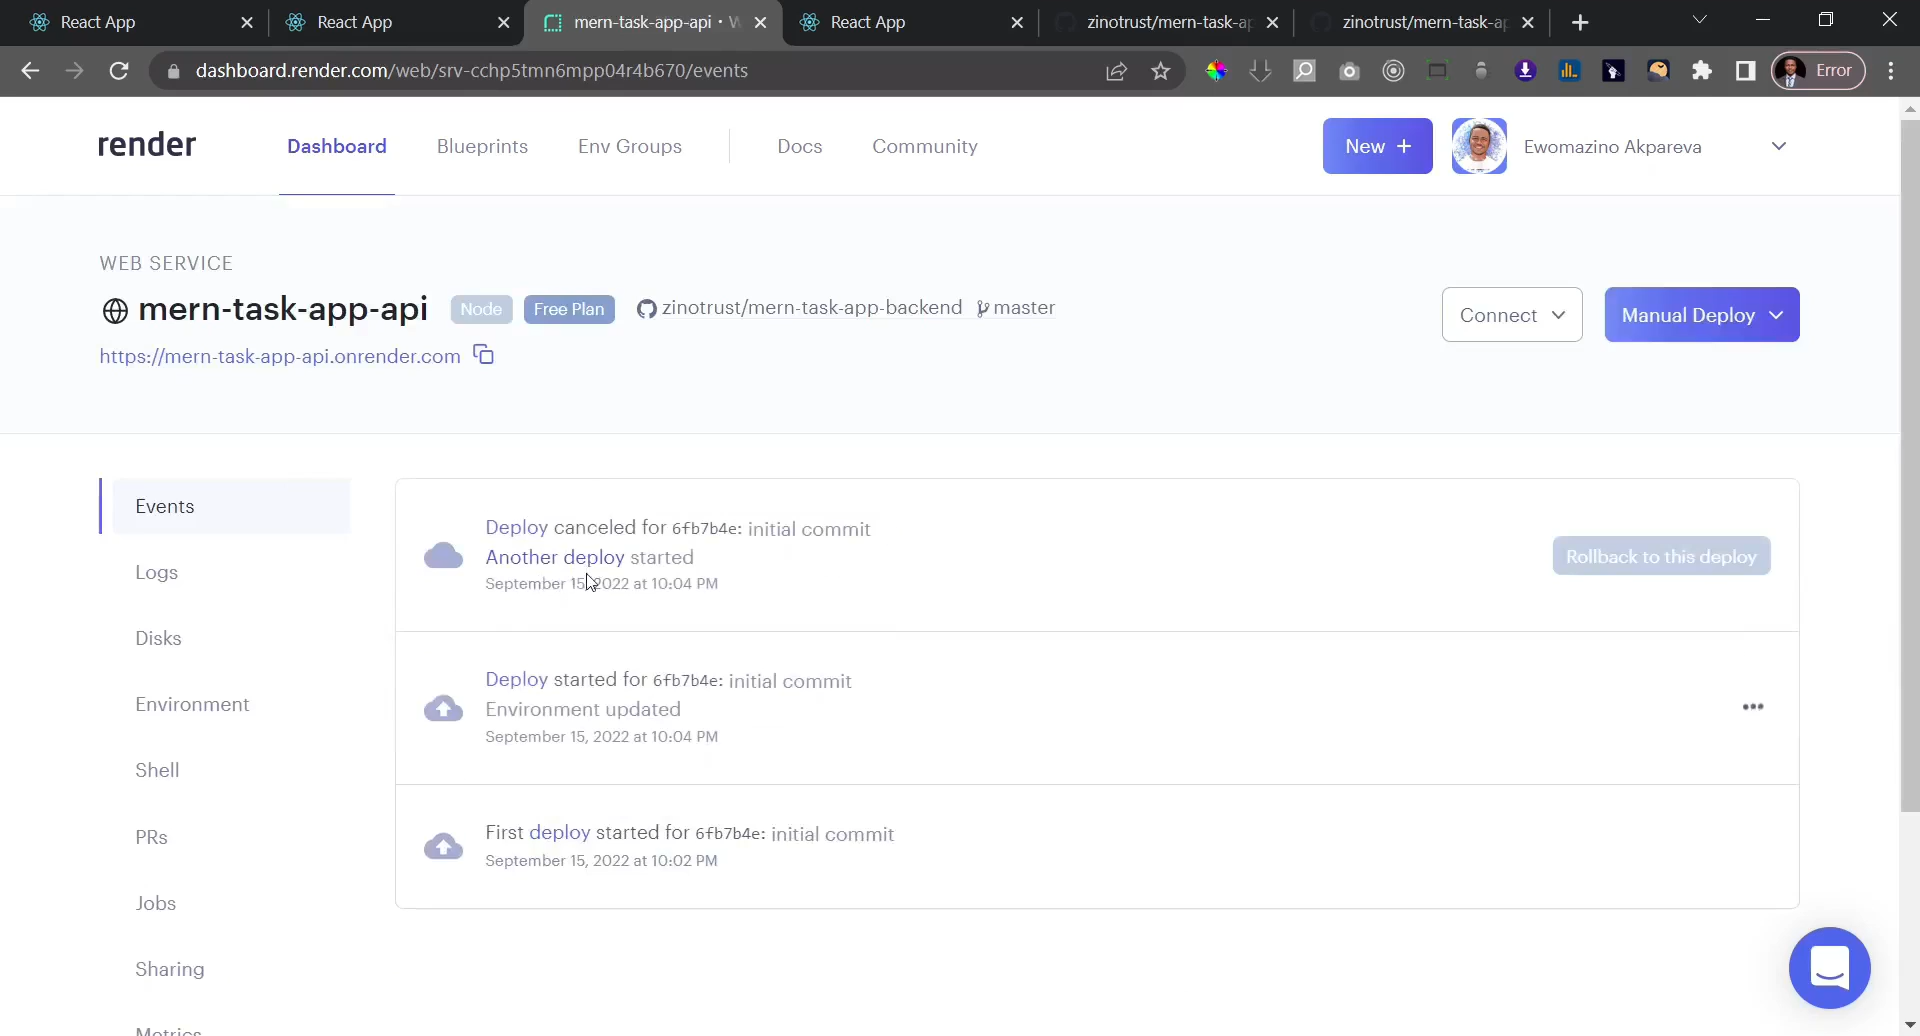 React App
React App
mern-task-app-api ·
React App
zinotrust/mern-task-ap
zinotrust/mern-task-ap
dashboard.render.com/web/srv-cchp5tmn6mpp04r4b670/events
Error
render
Dashboard
Blueprints
Env Groups
Docs
Community
New +
Ewomazino Akpareva
WEB SERVICE
mern-task-app-api
Node
Free Plan
zinotrust/mern-task-app-backend
master
https://mern-task-app-api.onrender.com
Connect
Manual Deploy
Events
Logs
Disks
Environment
Shell
PRs
Jobs
Sharing
Metrics
Deploy canceled for 6fb7b4e: initial commit
Another deploy started
September 15, 2022 at 10:04 PM
Rollback to this deploy
Deploy started for 6fb7b4e: initial commit
Environment updated
September 15, 2022 at 10:04 PM
First deploy started for 6fb7b4e: initial commit
September 15, 2022 at 10:02 PM